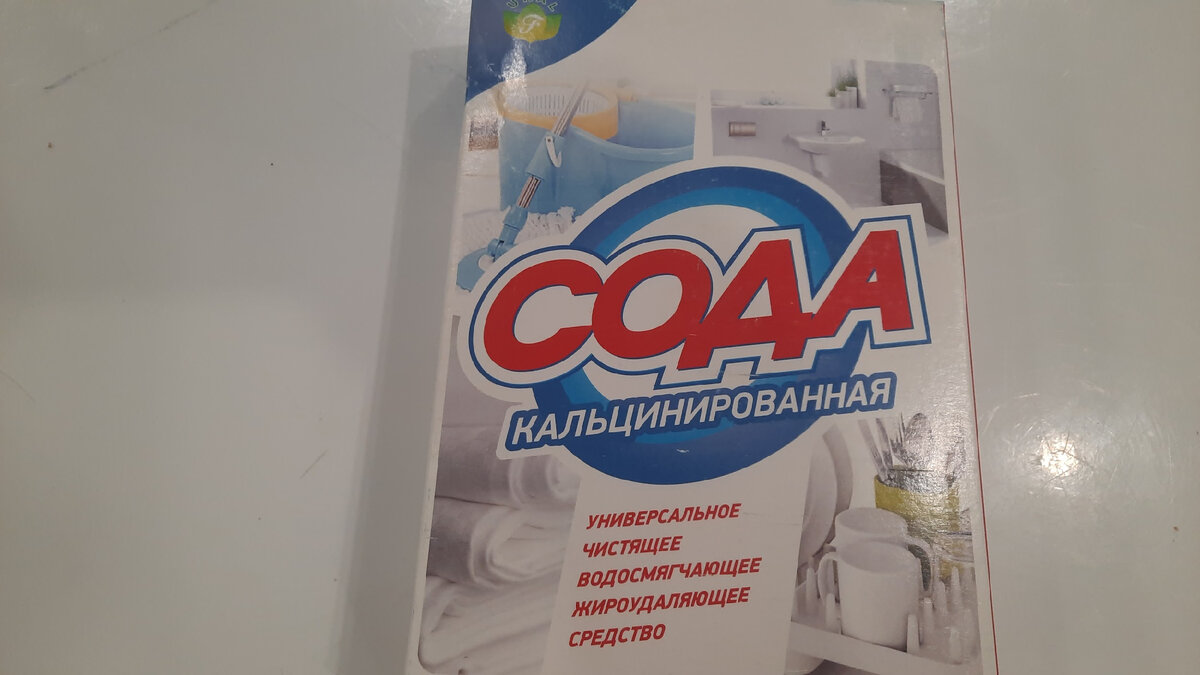 СОДА
КАЛЬЦИНИРОВАННАЯ
УНИВЕРСАЛЬНОЕ
ЧИСТЯЩЕЕ
ВОДОСМЯГЧАЮЩЕЕ
ЖИРОУДАЛЯЮЩЕЕ
СРЕДСТВО